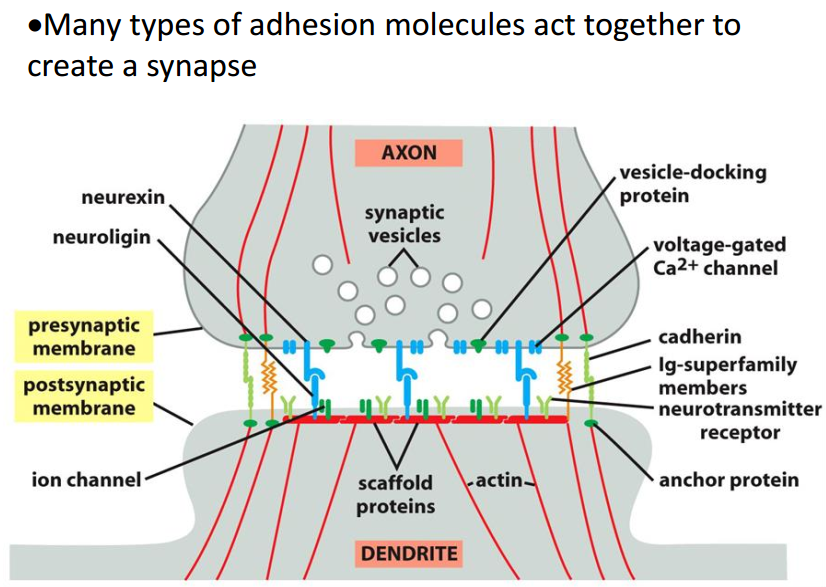 •Many types of adhesion molecules act together to
create a synapse
AXON
neurexin
neuroligin
synaptic
vesicles
vesicle-docking
protein
voltage-gated
Ca2+ channel
presynaptic
membrane
postsynaptic
membrane
cadherin
Ig-superfamily
members
neurotransmitter
receptor
ion channel
scaffold
proteins
actin
anchor protein
DENDRITE